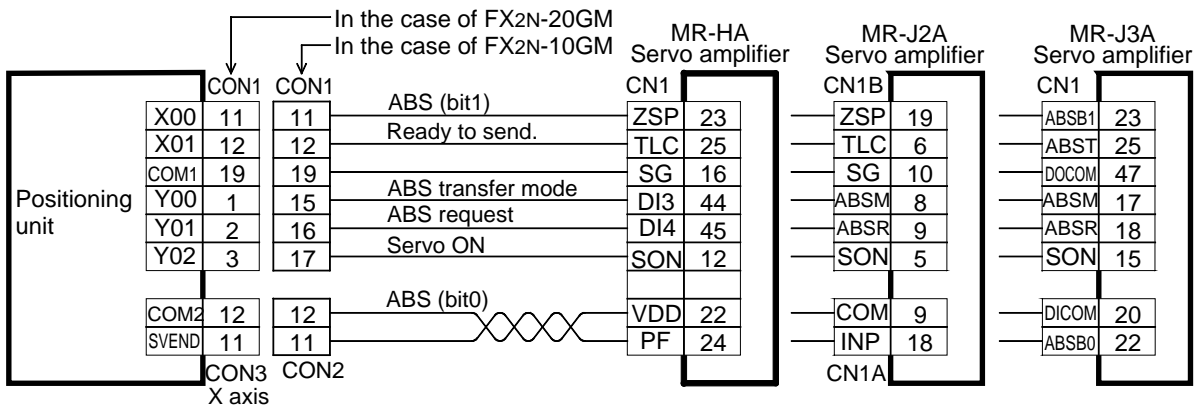 In the case of FX2N-20GM
In the case of FX2N-10GM
MR-HA
Servo amplifier
MR-J2A
Servo amplifier
MR-J3A
Servo amplifier
CON1 CON1 CN1 CN1B CN1
X00 11 11 ABS (bit1) ZSP 23 ZSP 19 ABSB1 23
X01 12 12 Ready to send. TLC 25 TLC 6 ABST 25
COM1 19 19 SG 16 SG 10 DOCOM 47
Positioning unit
Y00 1 15 ABS transfer mode DI3 44 ABSM 8 ABSM 17
Y01 2 16 ABS request DI4 45 ABSR 9 ABSR 18
Y02 3 17 Servo ON SON 12 SON 5 SON 15
COM2 12 12 ABS (bit0) VDD 22 COM 9 DICOM 20
SVEND 11 11 PF 24 INP 18 ABSB0 22
CON3 CON2 CN1A
X axis